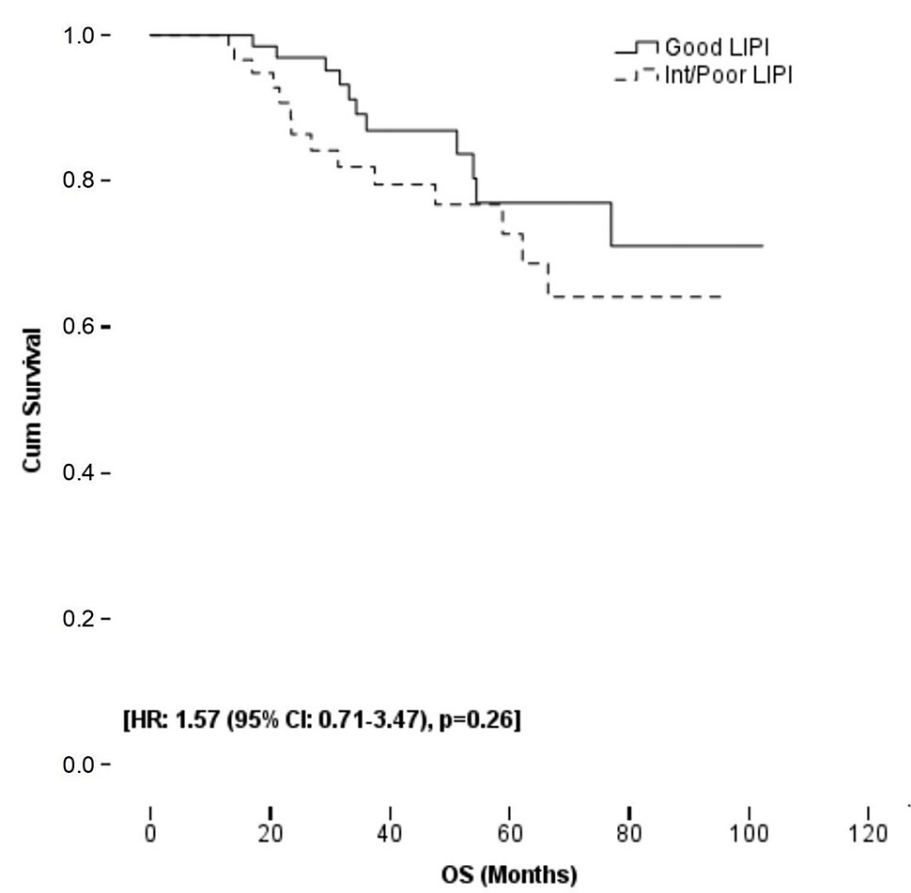 1.0
Good LIPI
Int/Poor LIPI
0.8
0.6
Cum Survival
0.4
0.2
[HR: 1.57 (95% CI: 0.71-3.47), p=0.26]
0.0
0 20 40 60 80 100 120
OS (Months)